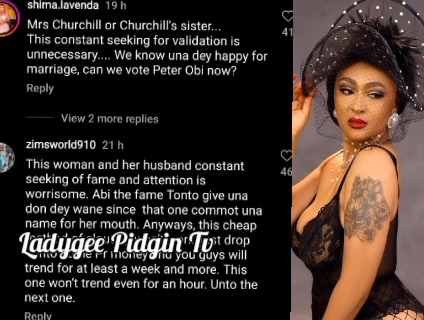 shirna.lavenda 19 h
Mrs Churchill or Churchill's sister...
This constant seeking for validation is
unnecessary.... We know una dey happy for
marriage, can we vote Peter Obi now?
41
Reply
View 2 more replies
zimsworld910 21 h
This woman and her husband constant
seeking of fame and attention is
worrisome. Abi the fame Tonto give una
don dey wane since that one commot una
name for her mouth. Anyways, this cheap
Ladygee Pidgin Tv
drop
money and you guys will
trend for at least a week and more. This
one won't trend even for an hour. Unto the
next one.
46
Reply